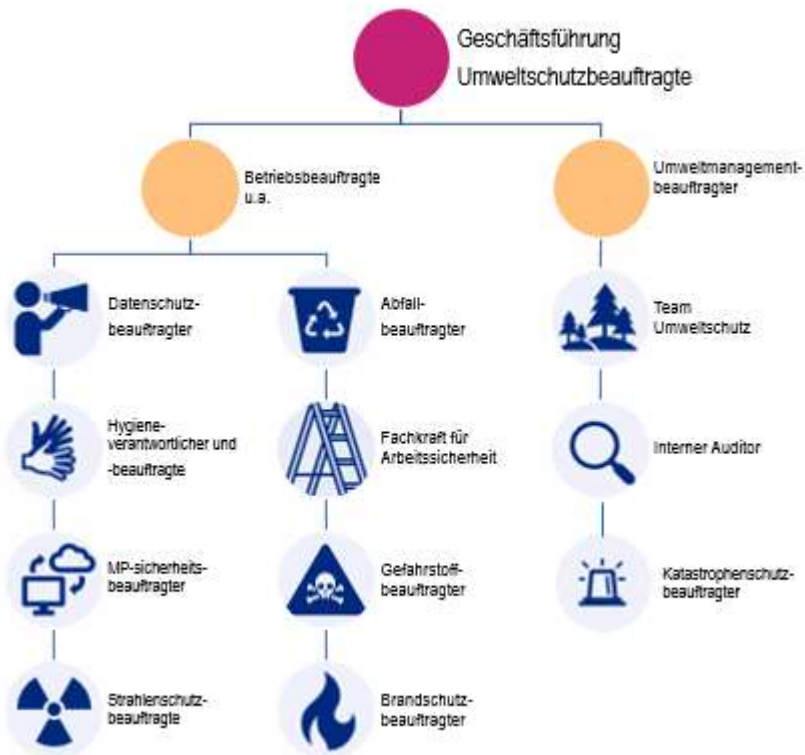 Geschäftsführung
Umweltschutzbeauftragte
Betriebsbeauftragte
u.a.
Umweltmanagement-
beauftragter
Datenschutz-
beauftragter
Abfall-
beauftragter
Team
Umweltschutz
Hygiene-
verantwortlicher und
-beauftragte
Fachkraft für
Arbeitssicherheit
Interner Auditor
MP-sicherheits-
beauftragter
Gefahrstoff-
beauftragter
Katastrophenschutz-
beauftragter
Strahlenschutz-
beauftragte
Brandschutz-
beauftragter